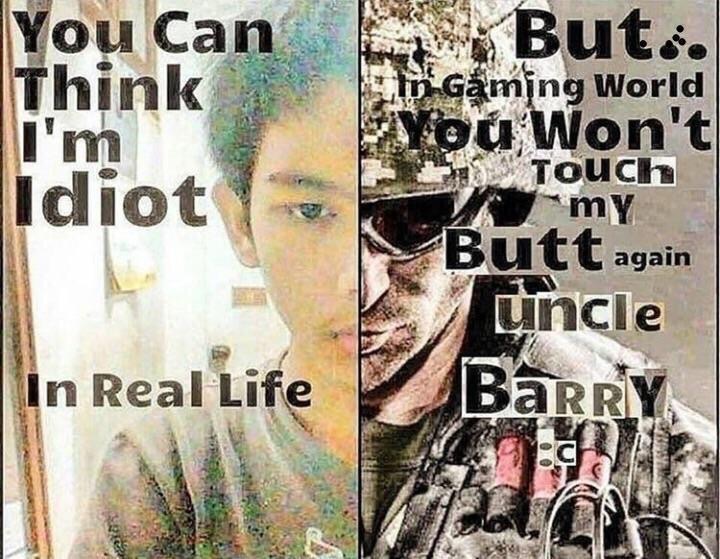 You Can
Think
I'm
Idiot
In Real Life
But...
In Gaming World
You Won't
Touch
my
Butt again
uncle
BaRRY
:c